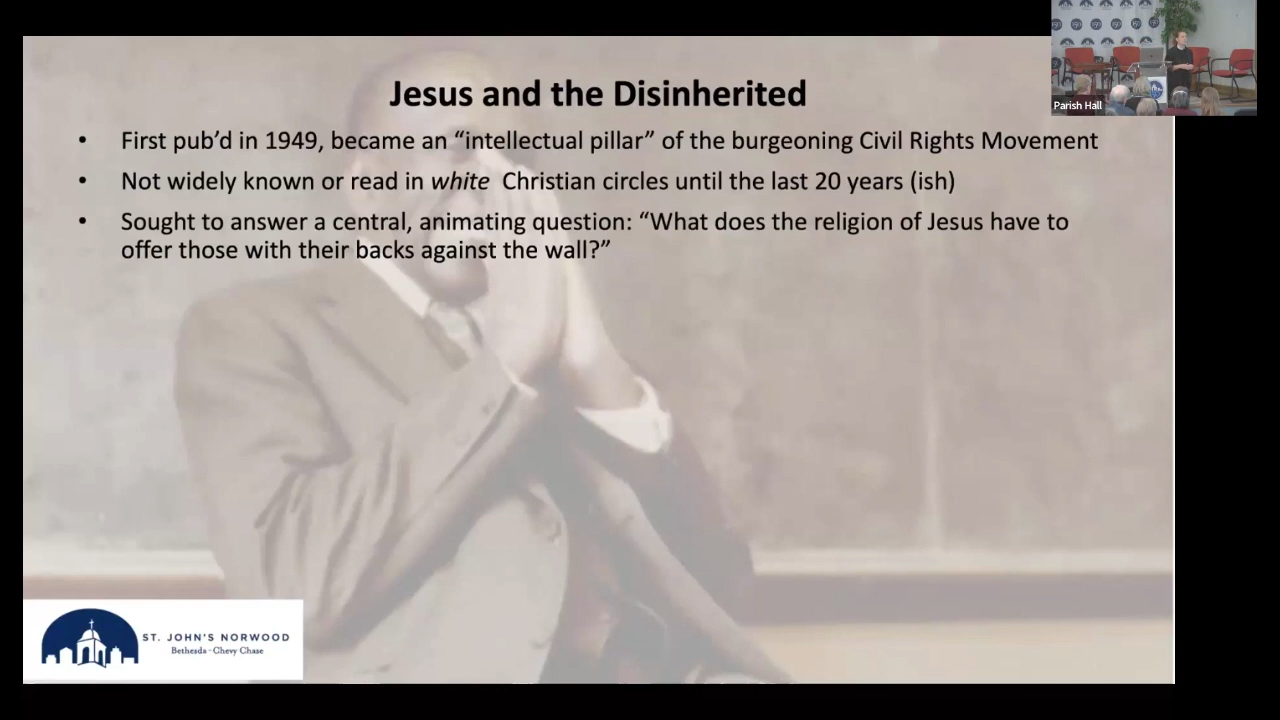 Jesus and the Disinherited
• First pub’d in 1949, became an “intellectual pillar” of the burgeoning Civil Rights Movement
• Not widely known or read in white Christian circles until the last 20 years (ish)
• Sought to answer a central, animating question: “What does the religion of Jesus have to
offer those with their backs against the wall?”
Parish Hall
ST. JOHN'S NORWOOD
Bethesda - Chevy Chase